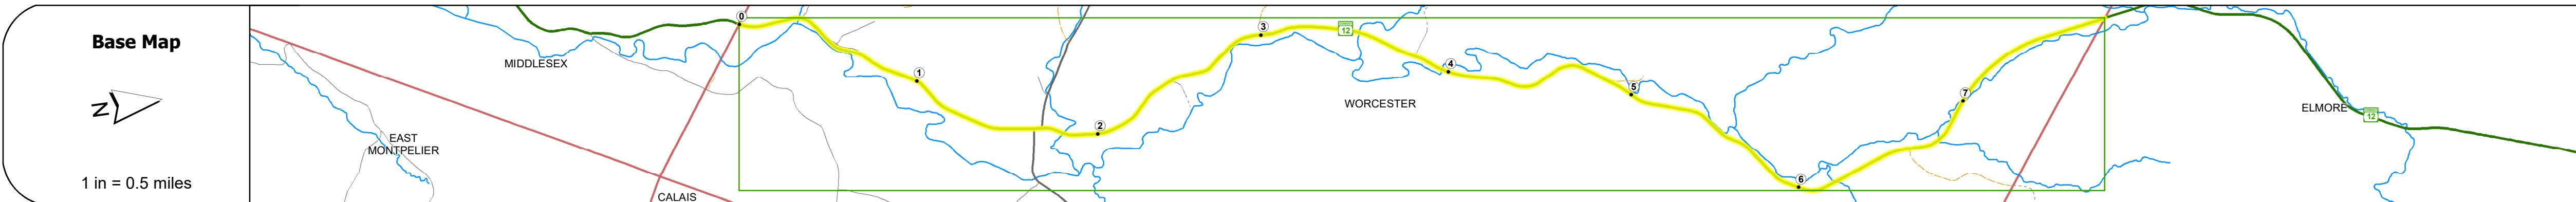 Base Map
N
1 in = 0.5 miles
MIDDLESEX
EAST
MONTPELIER
CALAIS
0
1
2
3
12
4
WORCESTER
5
6
7
ELMORE
12